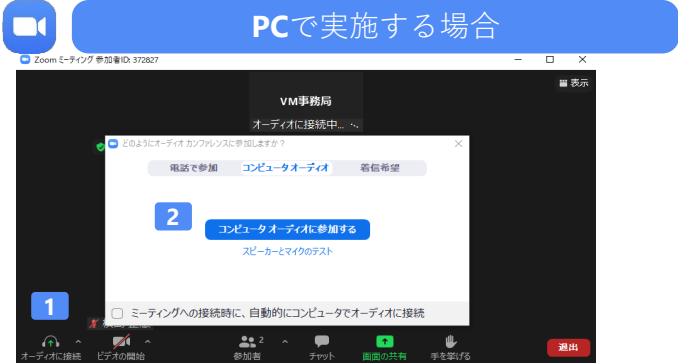 PCで実施する場合
Zoom ミーティング 参加者ID: 372827
表示
VM事務局
オーディオに接続中...
どのようにオーディオ カンファレンスに参加しますか？
電話で参加 コンピュータ オーディオ 着信希望
2
コンピュータ オーディオに参加する
スピーカーとマイクのテスト
1
ミーティングへの接続時に、自動的にコンピュータでオーディオに接続
オーディオに接続 ビデオの開始 参加者 2 チャット 画面の共有 手を挙げる 退出